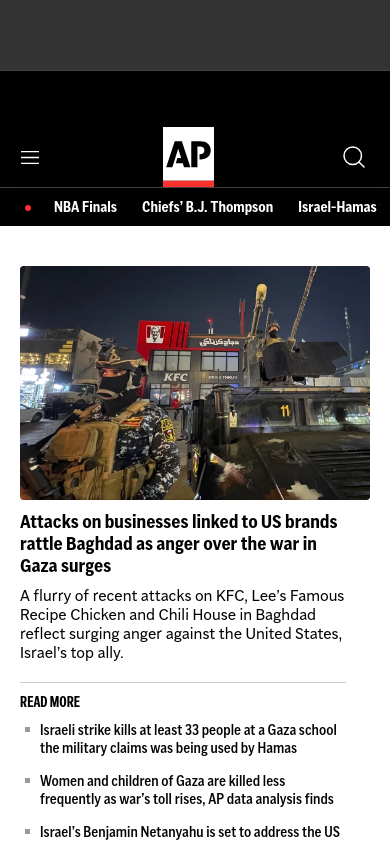 AP
NBA Finals Chiefs’ B.J. Thompson Israel-Hamas
دجاج كنتاكي
KFC
KFC
DRIVE THRU
11
Attacks on businesses linked to US brands
rattle Baghdad as anger over the war in
Gaza surges
A flurry of recent attacks on KFC, Lee’s Famous
Recipe Chicken and Chili House in Baghdad
reflect surging anger against the United States,
Israel’s top ally.
READ MORE
Israeli strike kills at least 33 people at a Gaza school
the military claims was being used by Hamas
Women and children of Gaza are killed less
frequently as war’s toll rises, AP data analysis finds
Israel’s Benjamin Netanyahu is set to address the US